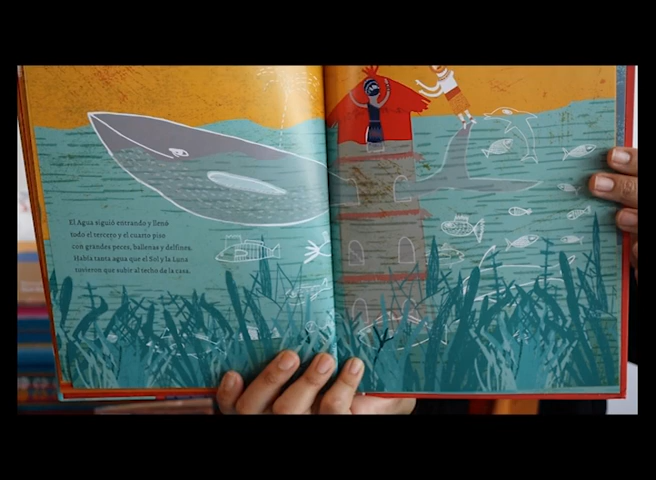 El Agua siguió entrando y llenó
todo el tercero y el cuarto piso
con grandes peces, ballenas y delfines.
Había tanta agua que el Sol y la Luna
tuvieron que subir al techo de la casa.